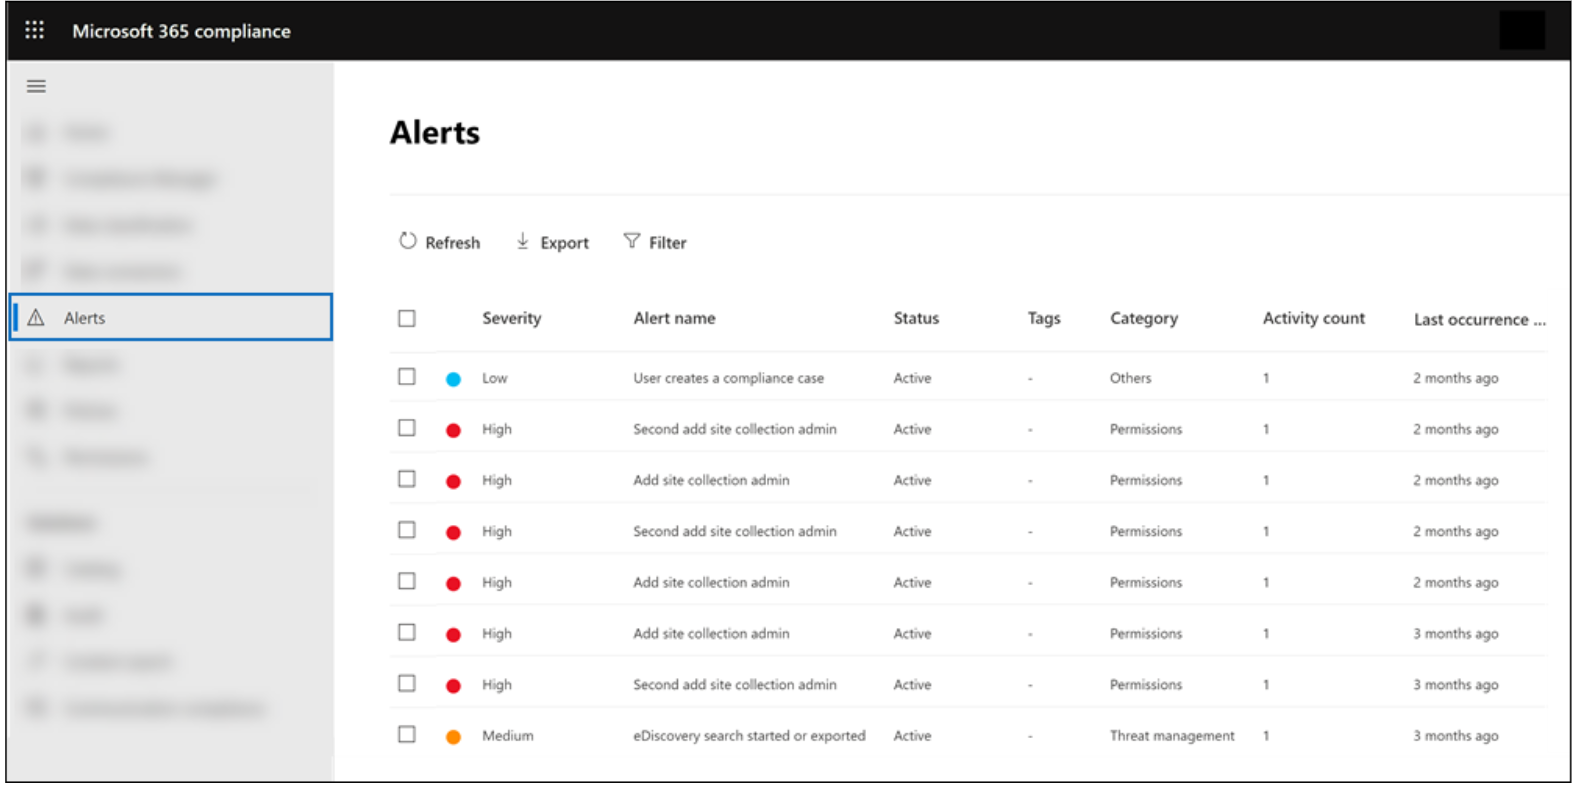 Microsoft 365 compliance
Alerts
Alerts
Refresh Export Filter
Severity Alert name Status Tags Category Activity count Last occurrence ...
Low User creates a compliance case Active - Others 1 2 months ago
High Second add site collection admin Active - Permissions 1 2 months ago
High Add site collection admin Active - Permissions 1 2 months ago
High Second add site collection admin Active - Permissions 1 2 months ago
High Add site collection admin Active - Permissions 1 2 months ago
High Add site collection admin Active - Permissions 1 3 months ago
High Second add site collection admin Active - Permissions 1 3 months ago
Medium eDiscovery search started or exported Active - Threat management 1 3 months ago